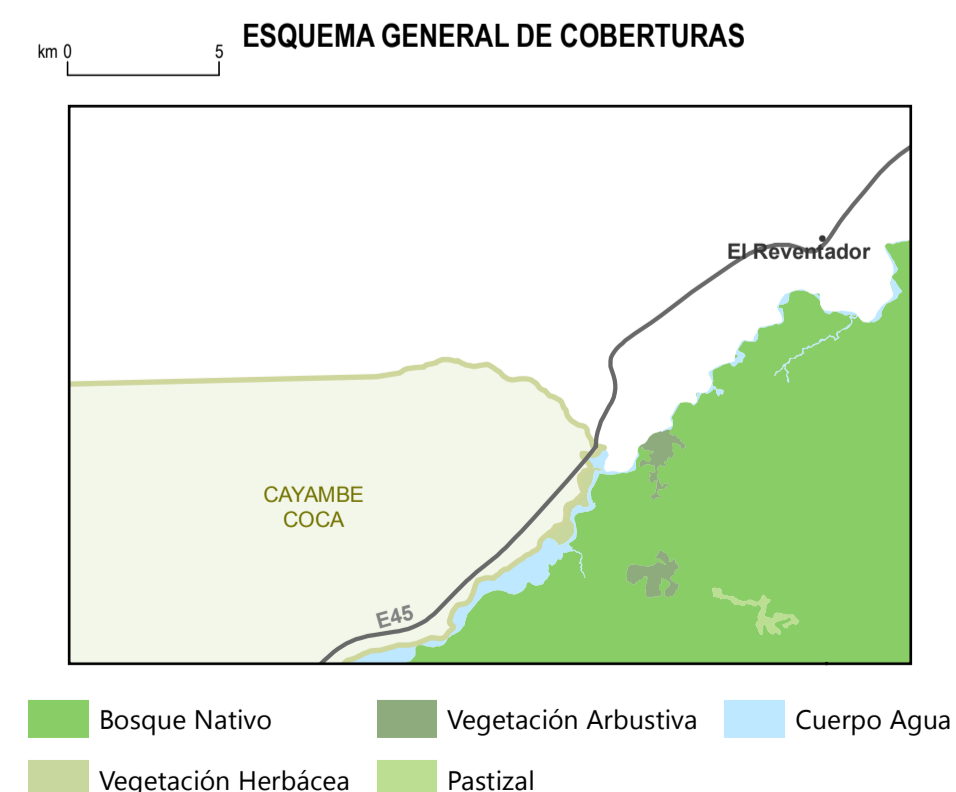 ESQUEMA GENERAL DE COBERTURAS
km 0 5
El Reventador
CAYAMBE
COCA
E45
Bosque Nativo
Vegetación Arbustiva
Cuerpo Agua
Vegetación Herbácea
Pastizal